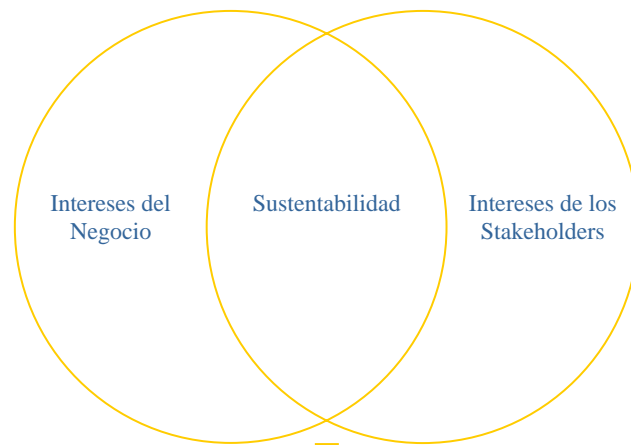 Intereses del
Negocio
Sustentabilidad
Intereses de los
Stakeholders